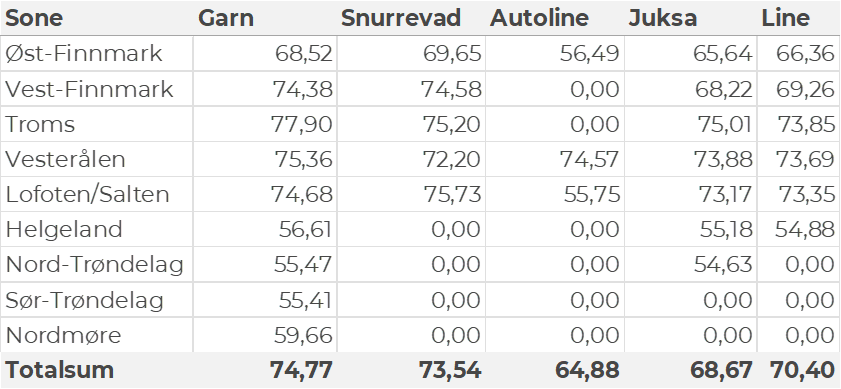 Sone Garn Snurrevad Autoline Juksa Line
Øst-Finnmark 68,52 69,65 56,49 65,64 66,36
Vest-Finnmark 74,38 74,58 0,00 68,22 69,26
Troms 77,90 75,20 0,00 75,01 73,85
Vesterålen 75,36 72,20 74,57 73,88 73,69
Lofoten/Salten 74,68 75,73 55,75 73,17 73,35
Helgeland 56,61 0,00 0,00 55,18 54,88
Nord-Trøndelag 55,47 0,00 0,00 54,63 0,00
Sør-Trøndelag 55,41 0,00 0,00 0,00 0,00
Nordmøre 59,66 0,00 0,00 0,00 0,00
Totalsum 74,77 73,54 64,88 68,67 70,40